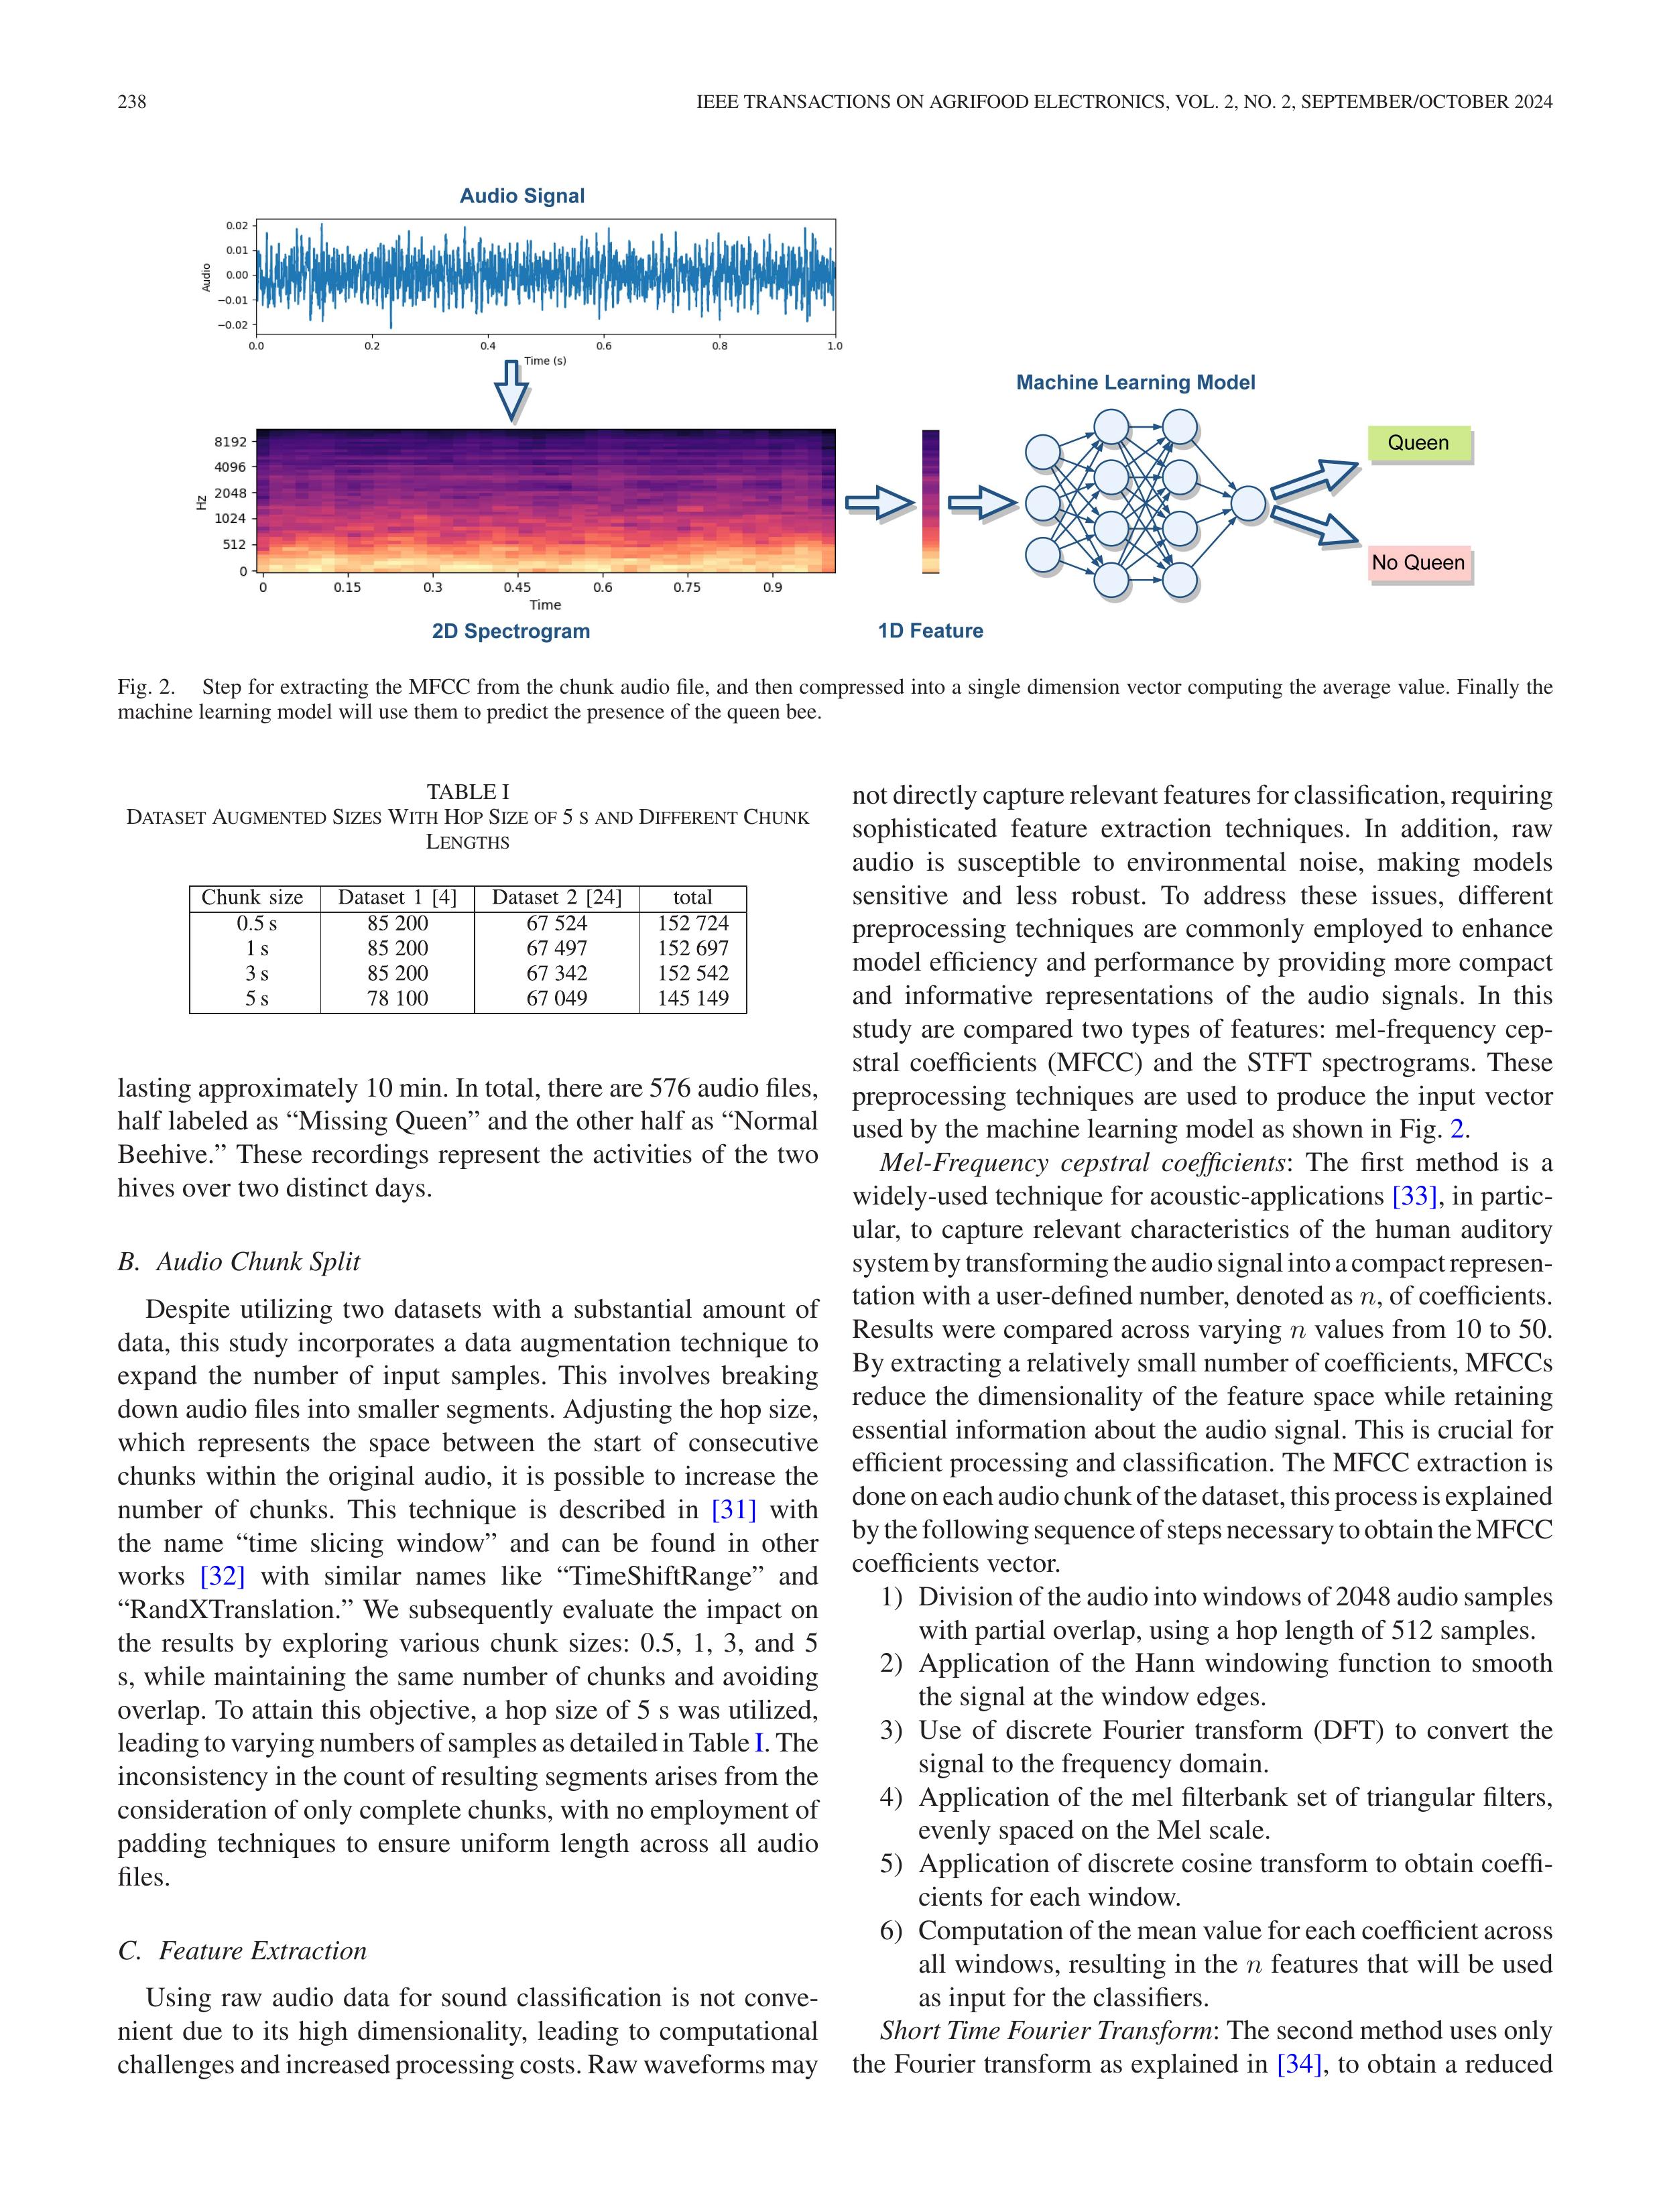 238
IEEE TRANSACTIONS ON AGRIFOOD ELECTRONICS, VOL. 2, NO. 2, SEPTEMBER/OCTOBER 2024
Audio Signal
0.02
0.01
0.00
−0.01
−0.02
Audio
0.0 0.2 0.4 0.6 0.8 1.0
Time (s)
8192
4096
2048
1024
512
0
Hz
0 0.15 0.3 0.45 0.6 0.75 0.9
Time
2D Spectrogram
1D Feature
Machine Learning Model
Queen
No Queen
Fig. 2. Step for extracting the MFCC from the chunk audio file, and then compressed into a single dimension vector computing the average value. Finally the
machine learning model will use them to predict the presence of the queen bee.
TABLE I
DATASET AUGMENTED SIZES WITH HOP SIZE OF 5 S AND DIFFERENT CHUNK
LENGTHS
Chunk size Dataset 1 [4] Dataset 2 [24] total
0.5 s 85 200 67 524 152 724
1 s 85 200 67 497 152 697
3 s 85 200 67 342 152 542
5 s 78 100 67 049 145 149
lasting approximately 10 min. In total, there are 576 audio files,
half labeled as “Missing Queen” and the other half as “Normal
Beehive.” These recordings represent the activities of the two
hives over two distinct days.
B. Audio Chunk Split
Despite utilizing two datasets with a substantial amount of
data, this study incorporates a data augmentation technique to
expand the number of input samples. This involves breaking
down audio files into smaller segments. Adjusting the hop size,
which represents the space between the start of consecutive
chunks within the original audio, it is possible to increase the
number of chunks. This technique is described in [31] with
the name “time slicing window” and can be found in other
works [32] with similar names like “TimeShiftRange” and
“RandXTranslation.” We subsequently evaluate the impact on
the results by exploring various chunk sizes: 0.5, 1, 3, and 5
s, while maintaining the same number of chunks and avoiding
overlap. To attain this objective, a hop size of 5 s was utilized,
leading to varying numbers of samples as detailed in Table I. The
inconsistency in the count of resulting segments arises from the
consideration of only complete chunks, with no employment of
padding techniques to ensure uniform length across all audio
files.
C. Feature Extraction
Using raw audio data for sound classification is not conve-
nient due to its high dimensionality, leading to computational
challenges and increased processing costs. Raw waveforms may
not directly capture relevant features for classification, requiring
sophisticated feature extraction techniques. In addition, raw
audio is susceptible to environmental noise, making models
sensitive and less robust. To address these issues, different
preprocessing techniques are commonly employed to enhance
model efficiency and performance by providing more compact
and informative representations of the audio signals. In this
study are compared two types of features: mel-frequency cep-
stral coefficients (MFCC) and the STFT spectrograms. These
preprocessing techniques are used to produce the input vector
used by the machine learning model as shown in Fig. 2.
Mel-Frequency cepstral coefficients: The first method is a
widely-used technique for acoustic-applications [33], in partic-
ular, to capture relevant characteristics of the human auditory
system by transforming the audio signal into a compact represen-
tation with a user-defined number, denoted as n, of coefficients.
Results were compared across varying n values from 10 to 50.
By extracting a relatively small number of coefficients, MFCCs
reduce the dimensionality of the feature space while retaining
essential information about the audio signal. This is crucial for
efficient processing and classification. The MFCC extraction is
done on each audio chunk of the dataset, this process is explained
by the following sequence of steps necessary to obtain the MFCC
coefficients vector.
1) Division of the audio into windows of 2048 audio samples
with partial overlap, using a hop length of 512 samples.
2) Application of the Hann windowing function to smooth
the signal at the window edges.
3) Use of discrete Fourier transform (DFT) to convert the
signal to the frequency domain.
4) Application of the mel filterbank set of triangular filters,
evenly spaced on the Mel scale.
5) Application of discrete cosine transform to obtain coeffi-
cients for each window.
6) Computation of the mean value for each coefficient across
all windows, resulting in the n features that will be used
as input for the classifiers.
Short Time Fourier Transform: The second method uses only
the Fourier transform as explained in [34], to obtain a reduced